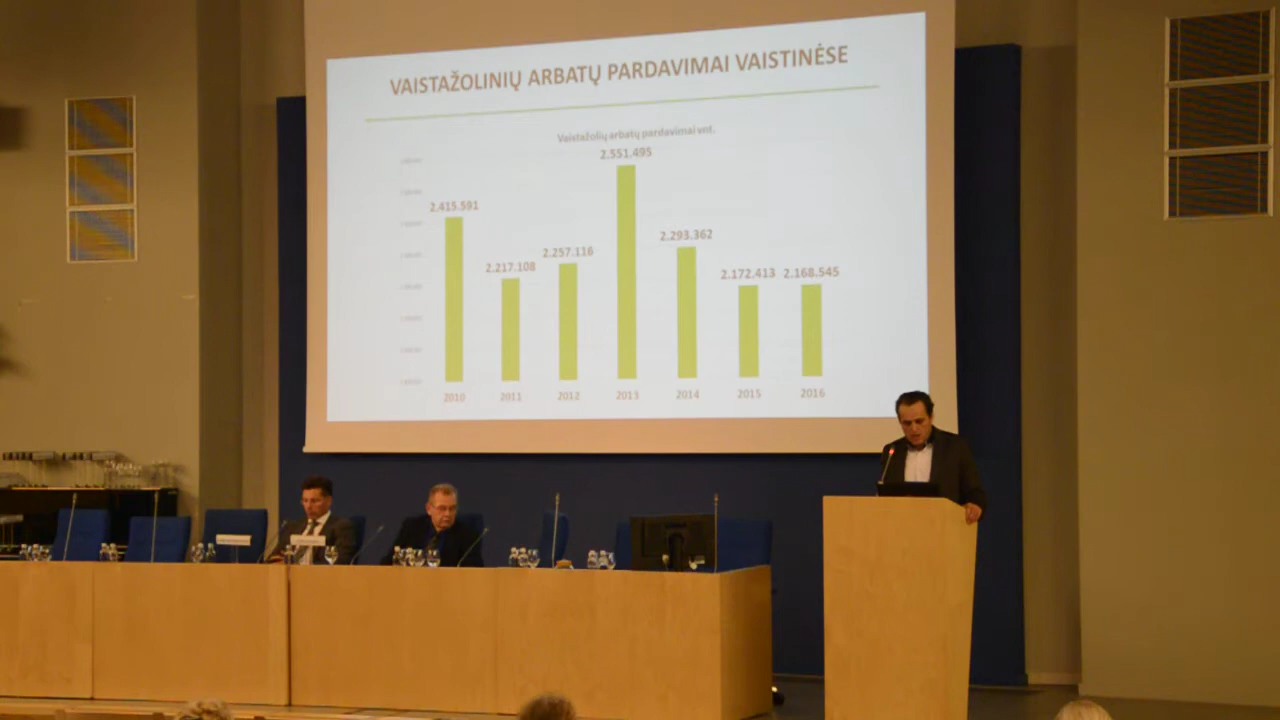 VAISTAŽOLINIŲ ARBATŲ PARDAVIMAI VAISTINĖSE
Vaistažolių arbatų pardavimai vnt.
2.551.495
2.415.591
2.293.362
2.257.116
2.217.108
2.172.413 2.168.545
2010 2011 2012 2013 2014 2015 2016